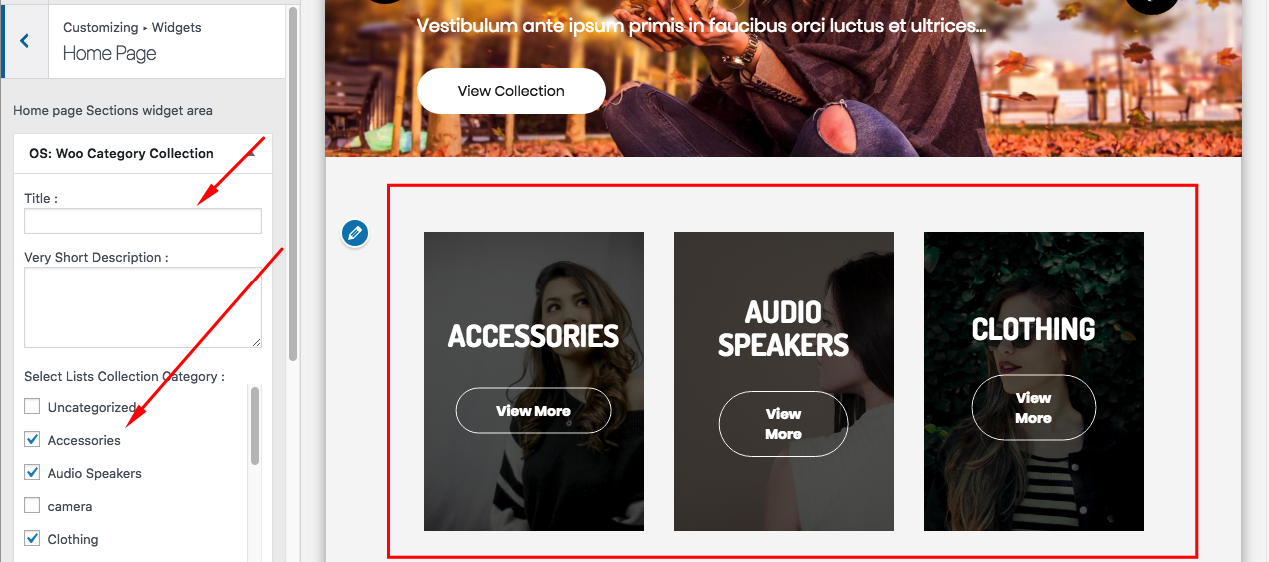 Customizing ▸ Widgets
Home Page
Home page Sections widget area
OS: Woo Category Collection
Title :
Very Short Description :
Select Lists Collection Category :
Uncategorized
Accessories
Audio Speakers
camera
Clothing
Vestibulum ante ipsum primis in faucibus orci luctus et ultrices...
View Collection
ACCESSORIES
View More
AUDIO
SPEAKERS
View
More
CLOTHING
View
More